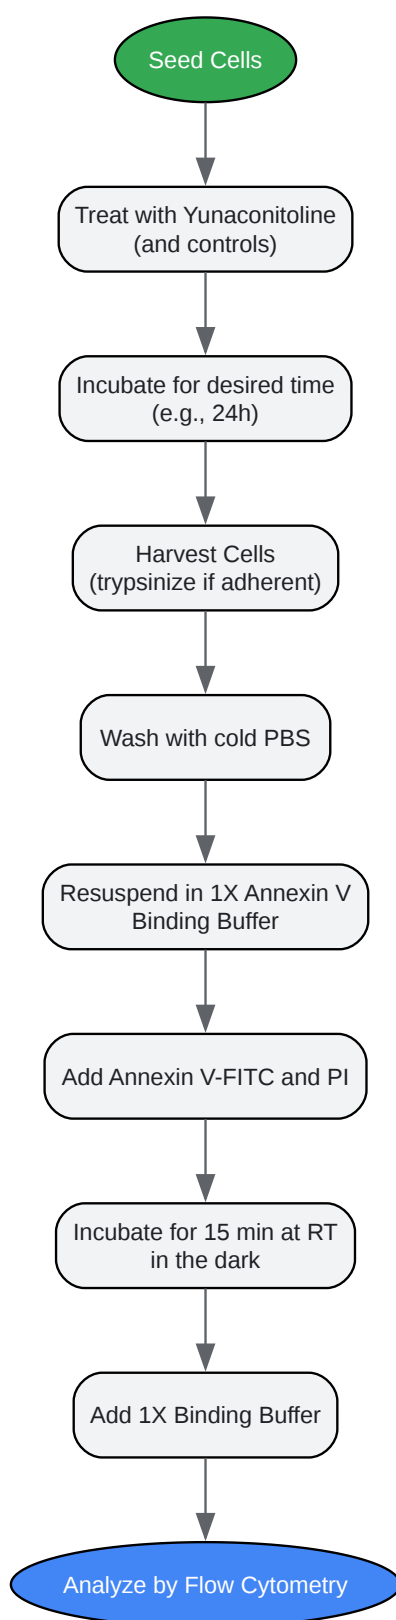 Seed Cells
Treat with Yunaconitoline
(and controls)
Incubate for desired time
(e.g., 24h)
Harvest Cells
(trypsinize if adherent)
Wash with cold PBS
Resuspend in 1X Annexin V
Binding Buffer
Add Annexin V-FITC and PI
Incubate for 15 min at RT
in the dark
Add 1X Binding Buffer
Analyze by Flow Cytometry